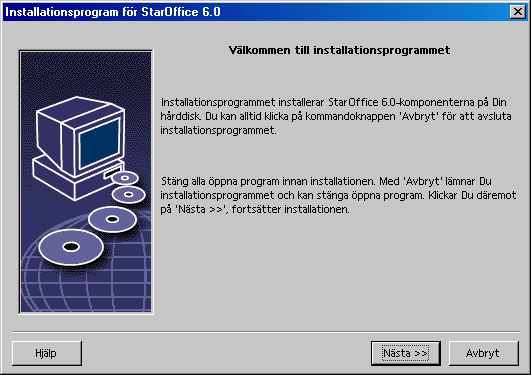 Installationsprogram för StarOffice 6.0
Välkommen till installationsprogrammet
Installationsprogrammet installerar StarOffice 6.0-komponenterna på Din
hårddisk. Du kan alltid klicka på kommandoknappen 'Avbryt' för att avsluta
installationsprogrammet.
Stäng alla öppna program innan installationen. Med 'Avbryt' lämnar Du
installationsprogrammet och kan stänga öppna program. Klickar Du däremot
på 'Nästa >>', fortsätter installationen.
Hjälp
Nästa >>
Avbryt